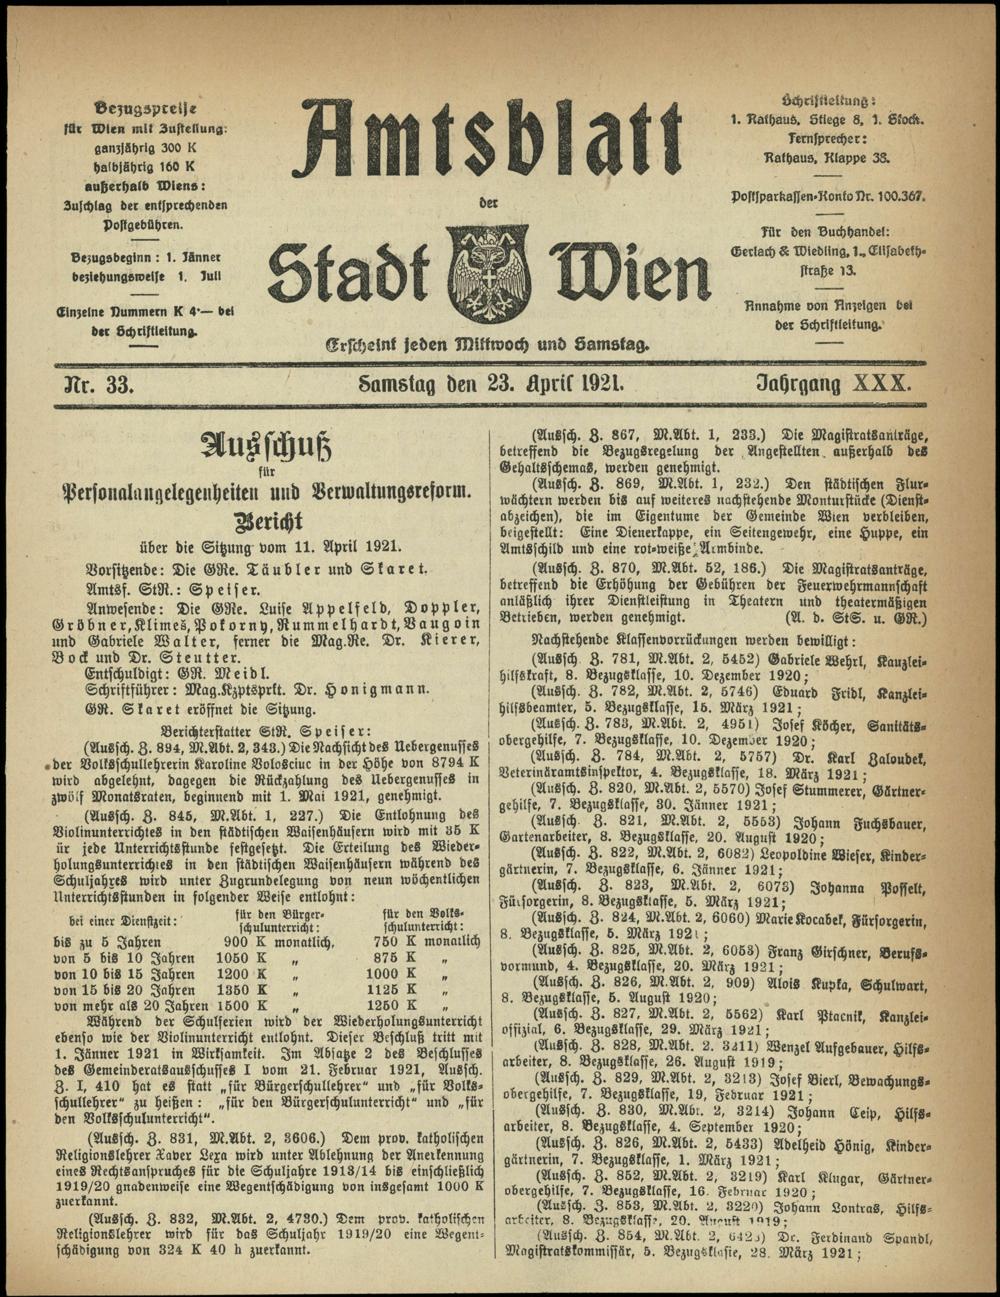 Bezugspreise
für Wien mit Zustellung:
ganzjährig 300 K
halbjährig 160 K
außerhalb Wiens:
Zuschlag der entsprechenden
Postgebühren.
Bezugsbeginn: 1. Jänner
beziehungsweise 1. Juli
Einzelne Nummern K 4·— bei
der Schriftleitung.
Amtsblatt
der
Stadt Wien
Erscheint jeden Mittwoch und Samstag.
Schriftleitung:
1. Rathaus, Stiege 8, 1. Stock.
Fernsprecher:
Rathaus, Klappe 38.
Postsparkassen-Konto Nr. 100.367.
Für den Buchhandel:
Gerlach & Wiedling, 1., Elisabeth-
straße 13.
Annahme von Anzeigen bei
der Schriftleitung.
Nr. 33. Samstag den 23. April 1921. Jahrgang XXX.
Ausschuß
für
Personalangelegenheiten und Verwaltungsreform.
Bericht
über die Sitzung vom 11. April 1921.
Vorsitzende: Die GRe. Täubler und Skaret.
Amtsf. StR.: Speiser.
Anwesende: Die GRe. Luise Appelfeld, Doppler,
Gröbner, Klimes, Pokorny, Rummelhardt, Vaugoin
und Gabriele Walter, ferner die Mag.Re. Dr. Kierer,
Bock und Dr. Steutter.
Entschuldigt: GR. Meidl.
Schriftführer: Mag.Kzptsprkt. Dr. Honigmann.
GR. Skaret eröffnet die Sitzung.
Berichterstatter StR. Speiser:
(Aussch. Z. 894, M.Abt. 2, 343.) Die Nachsicht des Uebergenusses
der Volksschullehrerin Karoline Volosciuc in der Höhe von 8794 K
wird abgelehnt, dagegen die Rückzahlung des Uebergenusses in
zwölf Monatsraten, beginnend mit 1. Mai 1921, genehmigt.
(Aussch. Z. 845, M.Abt. 1, 227.) Die Entlohnung des
Violinunterrichtes in den städtischen Waisenhäusern wird mit 35 K
ür jede Unterrichtsstunde festgesetzt. Die Erteilung des Wieder-
holungsunterrichtes in den städtischen Waisenhäusern während des
Schuljahres wird unter Zugrundelegung von neun wöchentlichen
Unterrichtsstunden in folgender Weise entlohnt:
bei einer Dienstzeit: für den Bürger-schulunterricht: für den Volks-schulunterricht:
bis zu 5 Jahren 900 K monatlich, 750 K monatlich
von 5 bis 10 Jahren 1050 K „ 875 K „
von 10 bis 15 Jahren 1200 K „ 1000 K „
von 15 bis 20 Jahren 1350 K „ 1125 K „
von mehr als 20 Jahren 1500 K „ 1250 K „
Während der Schulferien wird der Wiederholungsunterricht
ebenso wie der Violinunterricht entlohnt. Dieser Beschluß tritt mit
1. Jänner 1921 in Wirksamkeit. Im Absatze 2 des Beschlusses
des Gemeinderatsausschusses I vom 21. Februar 1921, Aussch.
Z. I, 410 hat es statt „für Bürgerschullehrer“ und „für Volks-
schullehrer“ zu heißen: „für den Bürgerschulunterricht“ und „für
den Volksschulunterricht“.
(Aussch. Z. 831, M.Abt. 2, 3606.) Dem prov. katholischen
Religionslehrer Xaver Lexa wird unter Ablehnung der Anerkennung
eines Rechtsanspruches für die Schuljahre 1913/14 bis einschließlich
1919/20 gnadenweise eine Wegentschädigung von insgesamt 1000 K
zuerkannt.
(Aussch. Z. 832, M.Abt. 2, 4730.) Dem prov. katholischen
Religionslehrer wird für das Schuljahr 1919/20 eine Wegent-
schädigung von 324 K 40 h zuerkannt.
(Aussch. Z. 867, M.Abt. 1, 233.) Die Magistratsanträge,
betreffend die Bezugsregelung der Angestellten außerhalb des
Gehaltsschemas, werden genehmigt.
(Aussch. Z. 869, M.Abt. 1, 232.) Den städtischen Flur-
wächtern werden bis auf weiteres nachstehende Monturstücke (Dienst-
abzeichen), die im Eigentume der Gemeinde Wien verbleiben,
beigestellt: Eine Dienerkappe, ein Seitengewehr, eine Huppe, ein
Amtsschild und eine rot-weiße Armbinde.
(Aussch. Z. 870, M.Abt. 52, 186.) Die Magistratsanträge,
betreffend die Erhöhung der Gebühren der Feuerwehrmannschaft
anläßlich ihrer Dienstleistung in Theatern und theatermäßigen
Betrieben, werden genehmigt. (A. d. StS. u. GR.)
Nachstehende Klassenvorrückungen werden bewilligt:
(Aussch. Z. 781, M.Abt. 2, 5452) Gabriele Wehrl, Kanzlei-
hilfskraft, 8. Bezugsklasse, 10. Dezember 1920;
(Aussch. Z. 782, M.Abt. 2, 5746) Eduard Fridl, Kanzlei-
hilfsbeamter, 5. Bezugsklasse, 15. März 1921;
(Aussch. Z. 783, M.Abt. 2, 4951) Josef Köcher, Sanitäts-
obergehilfe, 7. Bezugsklasse, 10. Dezember 1920;
(Aussch. Z. 784, M.Abt. 2, 5757) Dr. Karl Zaloudek,
Veterinäramtsinspektor, 4. Bezugsklasse, 18. März 1921;
(Aussch. Z. 820, M.Abt. 2, 5570) Josef Stummerer, Gärtner-
gehilfe, 7. Bezugsklasse, 30. Jänner 1921;
(Aussch. Z. 821, M.Abt. 2, 5553) Johann Fuchsbauer,
Gartenarbeiter, 8. Bezugsklasse, 20. August 1920;
(Aussch. Z. 822, M.Abt. 2, 6082) Leopoldine Wieser, Kinder-
gärtnerin, 7. Bezugsklasse, 6. Jänner 1921;
(Aussch. Z. 823, M.Abt. 2, 6073) Johanna Posselt,
Fürsorgerin, 8. Bezugsklasse, 5. März 1921;
(Aussch. Z. 824, M.Abt. 2, 6060) Marie Kocabek, Fürsorgerin,
8. Bezugsklasse, 5. März 1921;
(Aussch. Z. 825, M.Abt. 2, 6053) Franz Girschner, Berufs-
vormund, 4. Bezugsklasse, 20. März 1921;
(Aussch. Z. 826, M.Abt. 2, 909) Alois Kupka, Schulwart,
8. Bezugsklasse, 5. August 1920;
(Aussch. Z. 827, M.Abt. 2, 5562) Karl Ptacnik, Kanzlei-
offizial, 6. Bezugsklasse, 29. März 1921;
(Aussch. Z. 828, M.Abt. 2. 3211) Wenzel Aufgebauer, Hilfs-
arbeiter, 8. Bezugsklasse, 26. August 1919;
(Aussch. Z. 829, M.Abt. 2, 3213) Josef Bierl, Bewachungs-
obergehilfe, 7. Bezugsklasse, 19, Februar 1921;
(Aussch. Z. 830, M.Abt. 2, 3214) Johann Ceip, Hilfs-
arbeiter, 8. Bezugsklasse, 4. September 1920;
(Aussch. Z. 826, M.Abt. 2, 5433) Adelheid Hönig, Kinder-
gärtnerin, 7. Bezugsklasse, 1. März 1921;
(Aussch. Z. 852, M.Abt. 2, 3219) Karl Klugar, Gärtner-
obergehilfe, 7. Bezugsklasse, 16. Februar 1920;
(Aussch. Z. 853, M.Abt. 2, 3220) Johann Lontras, Hilfs-
arbeiter, 8. Bezugsklasse, 20. August 1919;
(Aussch. Z. 854, M.Abt. 2, Dr. Ferdinand Spandl,
Magistratskommissär, 5. Bezugsklasse, 28. März 1921;